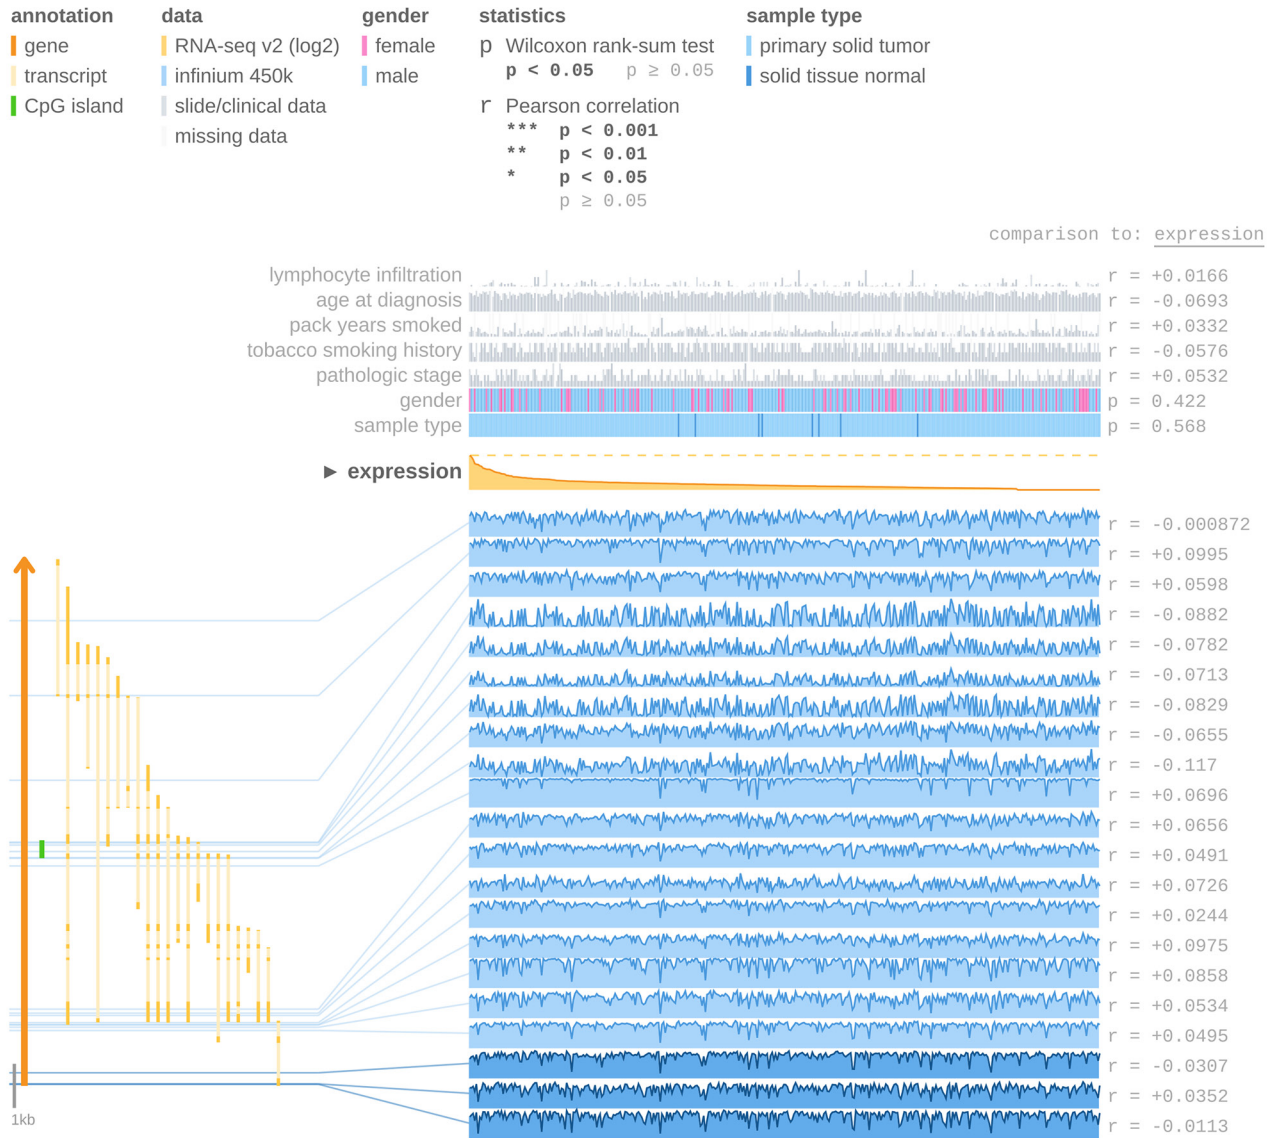 annotation data gender statistics sample type
gene RNA-seq v2 (log2) female p Wilcoxon rank-sum test primary solid tumor
transcript infinium 450k male p < 0.05 p ≥ 0.05 solid tissue normal
CpG island slide/clinical data r Pearson correlation
missing data *** p < 0.001
** p < 0.01
* p < 0.05
p ≥ 0.05
comparison to: expression
lymphocyte infiltration r = +0.0166
age at diagnosis r = -0.0693
pack years smoked r = +0.0332
tobacco smoking history r = -0.0576
pathologic stage r = +0.0532
gender p = 0.422
sample type p = 0.568
► expression
r = -0.000872
r = +0.0995
r = +0.0598
r = -0.0882
r = -0.0782
r = -0.0713
r = -0.0829
r = -0.0655
r = -0.117
r = +0.0696
r = +0.0656
r = +0.0491
r = +0.0726
r = +0.0244
r = +0.0975
r = +0.0858
r = +0.0534
r = +0.0495
r = -0.0307
r = +0.0352
1kb r = -0.0113